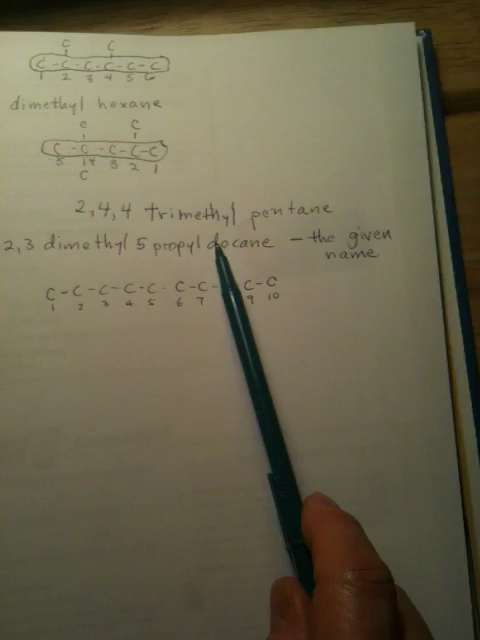 C C
C - C - C - C - C - C
1 2 3 4 5 6
dimethyl hexane
C C
C - C - C - C - C
5 4 3 2 1
C
2,4,4 trimethyl pentane
2,3 dimethyl 5 propyl decane - the given
name
C - C - C - C - C - C - C - C - C
1 2 3 4 5 6 7 9 10